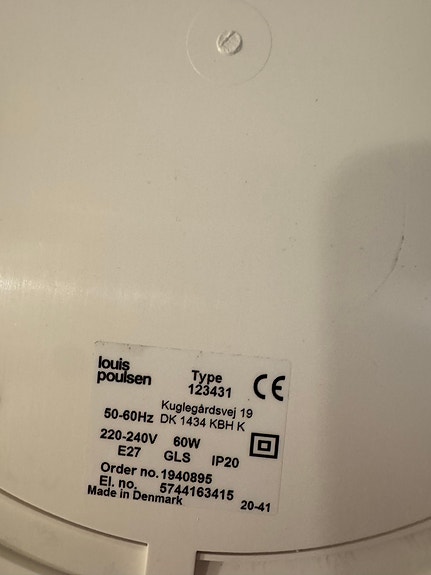 louis
poulsen
Type
123431
CE
Kuglegårdsvej 19
50-60Hz DK 1434 KBH K
220-240V 60W
E27 GLS IP20
Order no. 1940895
El. no. 5744163415
Made in Denmark 20-41